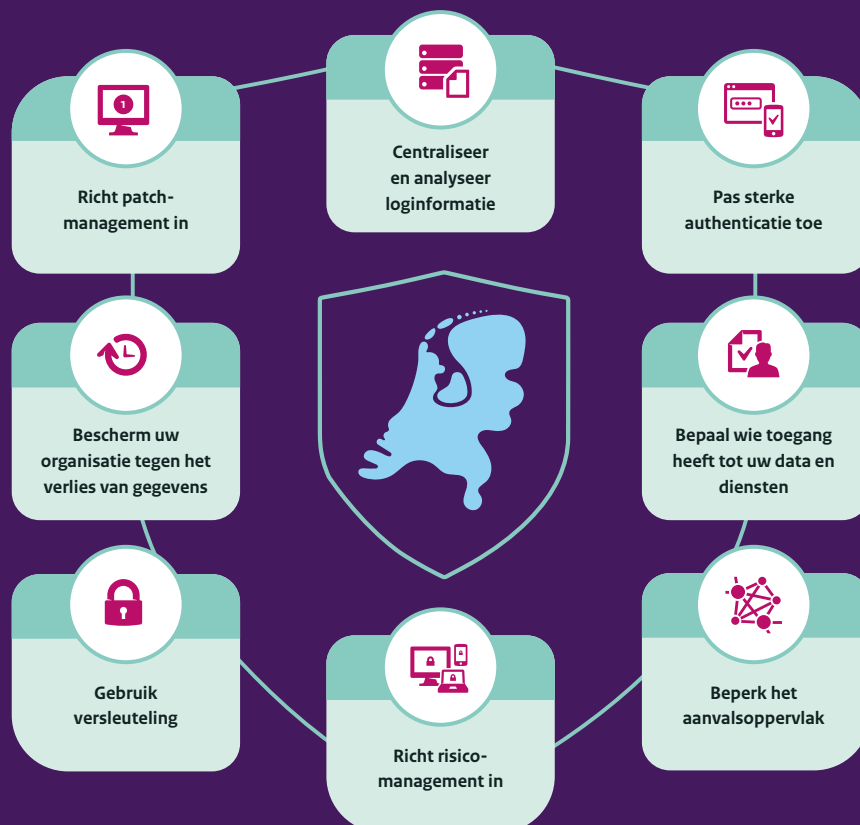 1
Richt patch-
management in
Centraliseer
en analyseer
loginformatie
Pas sterke
authenticatie toe
Bescherm uw
organisatie tegen het
verlies van gegevens
Bepaal wie toegang
heeft tot uw data en
diensten
Gebruik
versleuteling
Richt risico-
management in
Beperk het
aanvalsoppervlak